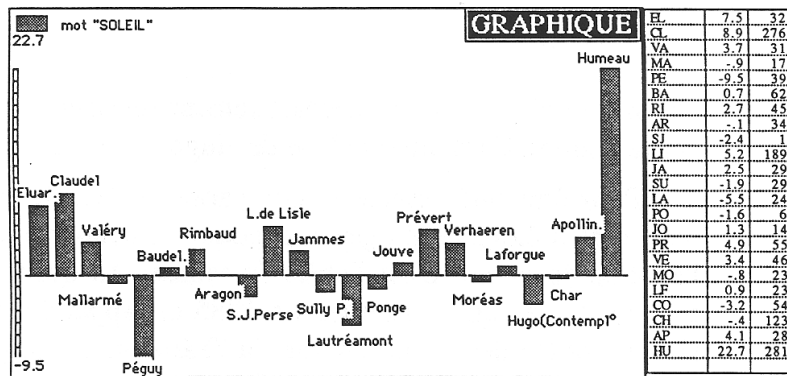 mot "SOLEIL"
GRAPHIQUE
22.7
Humeau
Eluar.
Claudel
Valéry
Mallarmé
Péguy
Baudel.
Rimbaud
Aragon
S.J.Perse
L.de Lisle
Jammes
Sully P.
Lautréamont
Ponge
Jouve
Prévert
Verhaeren
Moréas
Laforgue
Hugo(Contempl°
Char
Apollin.
-9.5
EL 7.5 32
CL 8.9 276
VA 3.7 31
MA -.9 17
PE -9.5 39
BA 0.7 62
RI 2.7 45
AR -.1 34
SJ -2.4 1
LI 5.2 189
JA 2.5 29
SU -1.9 29
LA -5.5 24
PO -1.6 6
JO 1.3 14
PR 4.9 55
VE 3.4 46
MO -.8 23
LF 0.9 23
CO -3.2 54
CH -.4 123
AP 4.1 28
HU 22.7 281